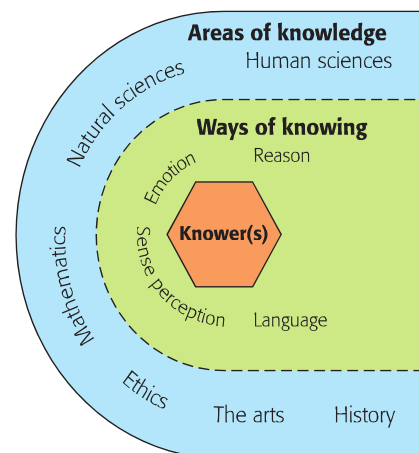 Areas of knowledge
Human sciences
Natural sciences
Ways of knowing
Reason
Emotion
Knower(s)
Sense perception
Language
Mathematics
Ethics
The arts
History